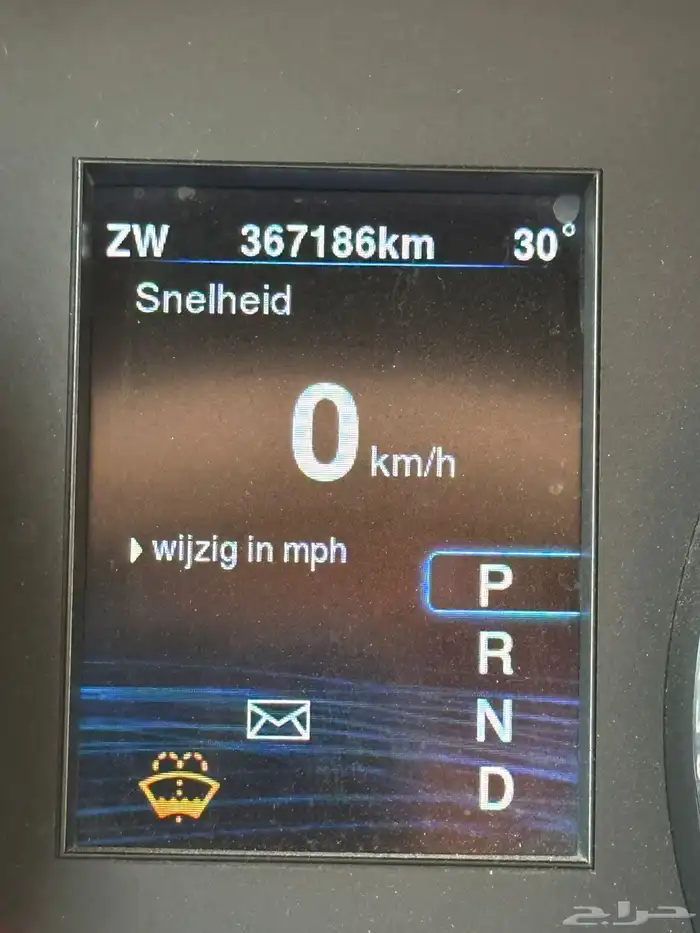 ZW 367186km 30°
Snelheid
0 km/h
wijzig in mph
P
R
N
D
حراج